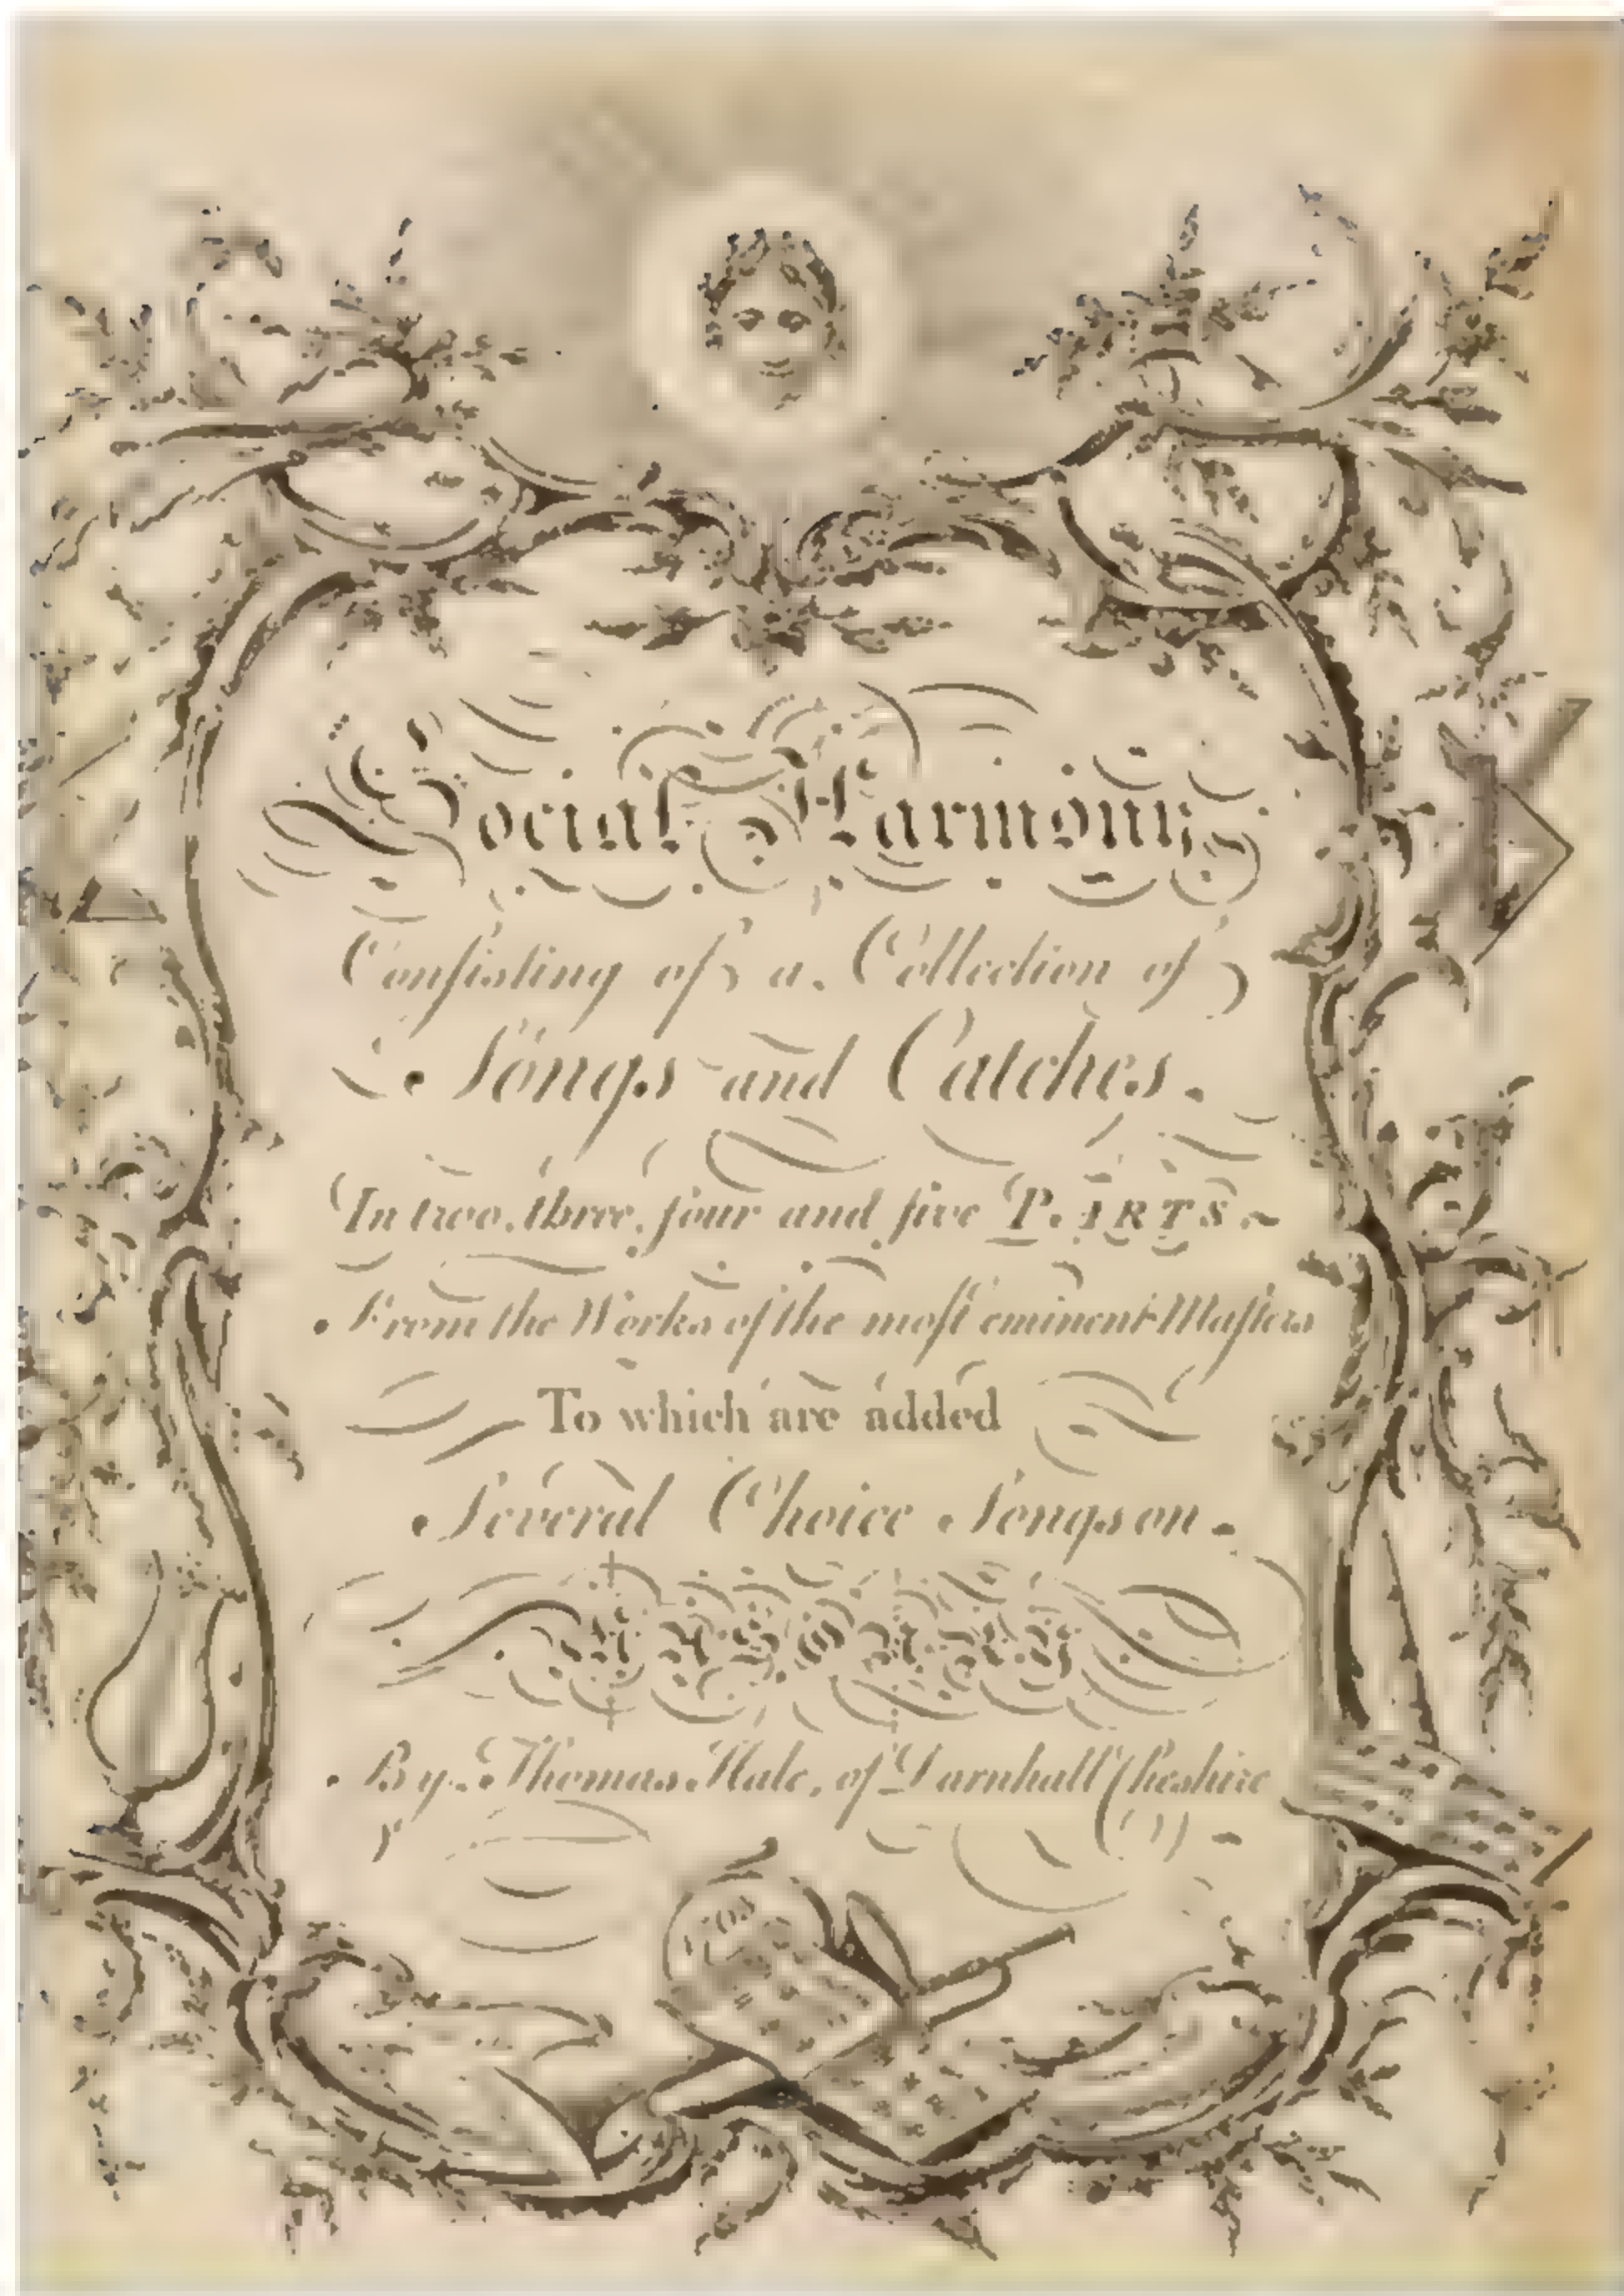 Social Harmony
Consisting of a Collection of
Songs and Catches.
In two, three, four and five PARTS.
From the Works of the most eminent Masters
To which are added
Several Choice Songs on
By Thomas Hale, of Darnhall Cheshire